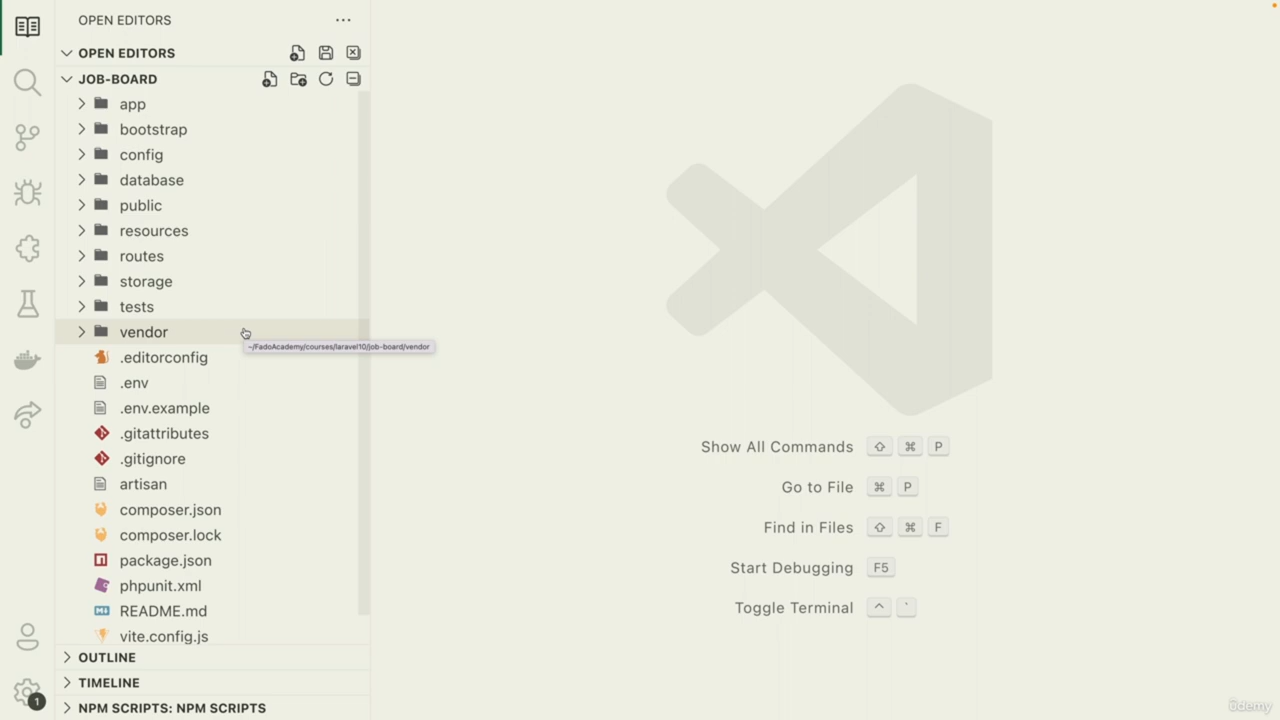 OPEN EDITORS
OPEN EDITORS
JOB-BOARD
app
bootstrap
config
database
public
resources
routes
storage
tests
vendor
~/FadoAcademy/courses/laravel10/job-board/vendor
.editorconfig
.env
.env.example
.gitattributes
.gitignore
artisan
composer.json
composer.lock
package.json
phpunit.xml
README.md
vite.config.js
OUTLINE
TIMELINE
NPM SCRIPTS: NPM SCRIPTS
1
Show All Commands ⇧ ⌘ P
Go to File ⌘ P
Find in Files ⇧ ⌘ F
Start Debugging F5
Toggle Terminal ^ `
ûdemy